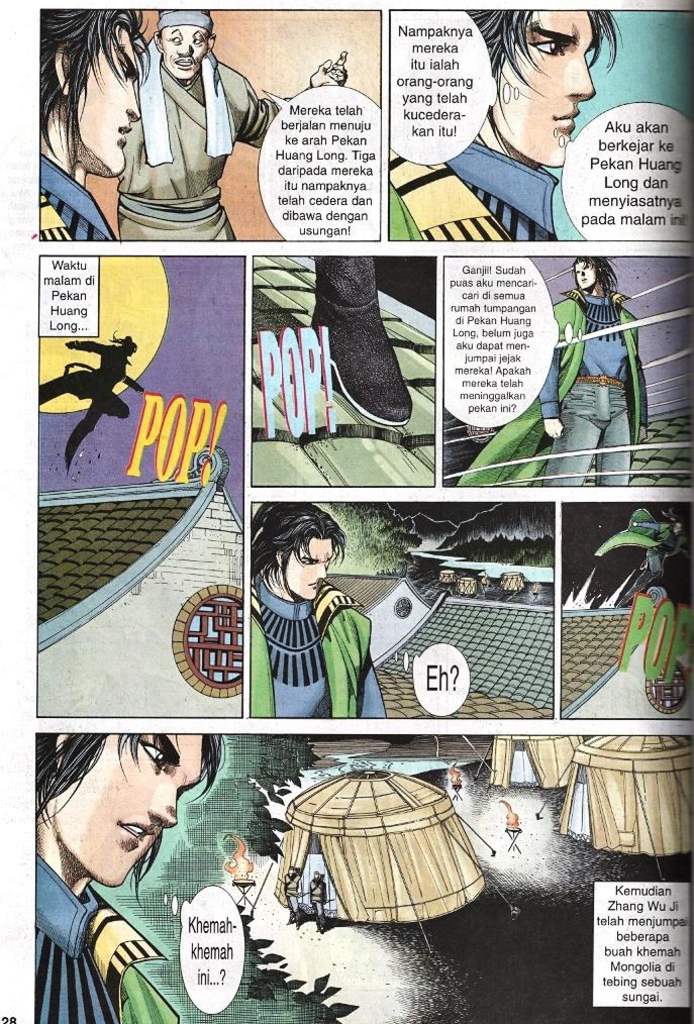 Mereka telah
berjalan menuju
ke arah Pekan
Huang Long. Tiga
daripada mereka
itu nampaknya
telah cedera dan
dibawa dengan
usungan!
Nampaknya
mereka
itu ialah
orang-orang
yang telah
kucedera-
kan itu!
Aku akan
berkejar ke
Pekan Huang
Long dan
menyiasatnya
pada malam ini!
Waktu
malam di
Pekan
Huang
Long...
POP!
POP!
Ganjil! Sudah
puas aku mencari-
cari di semua
rumah tumpangan
di Pekan Huang
Long, belum juga
aku dapat men-
jumpai jejak
mereka! Apakah
mereka telah
meninggalkan
pekan ini?
Eh?
POP!
Khemah-
khemah
ini...?
Kemudian
Zhang Wu Ji
telah menjumpai
beberapa
buah khemah
Mongolia di
tebing sebuah
sungai.
28